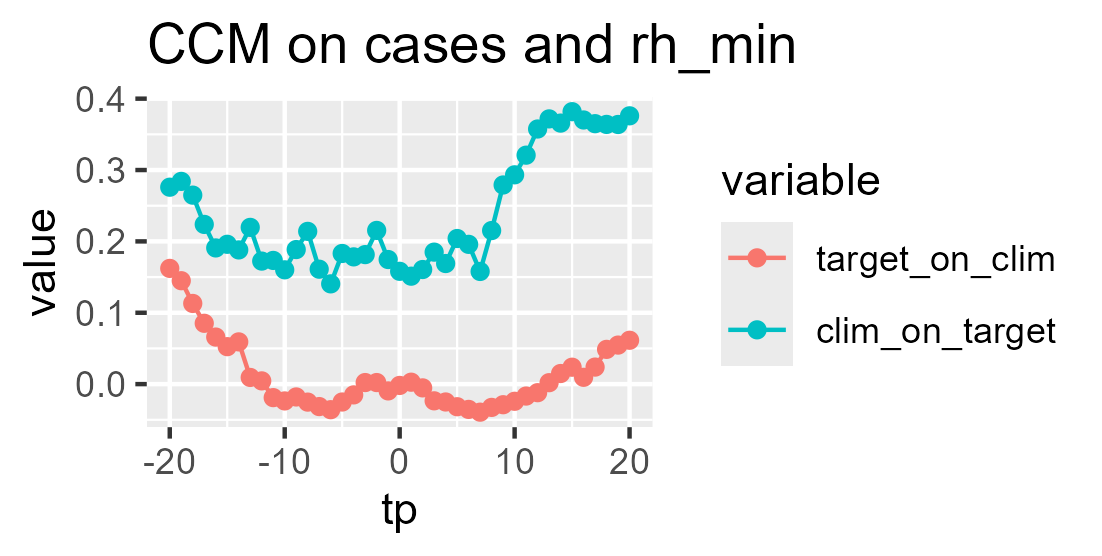 CCM on cases and rh_min
value
0.4
0.3
0.2
0.1
0.0
-20 -10 0 10 20
tp
variable
target_on_clim
clim_on_target